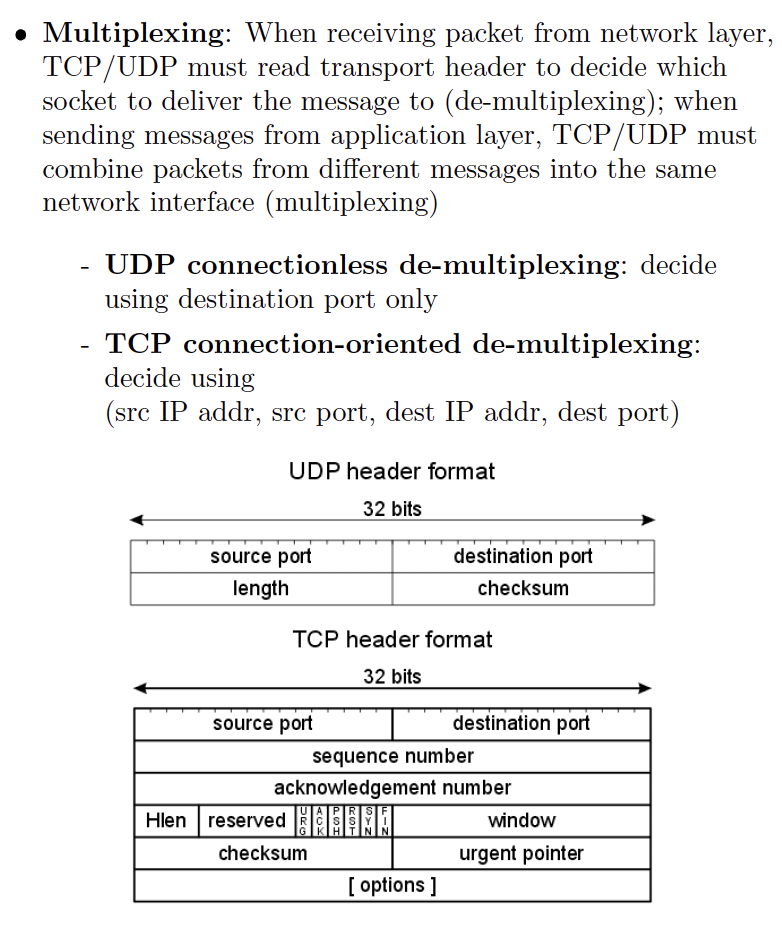 • Multiplexing: When receiving packet from network layer,
TCP/UDP must read transport header to decide which
socket to deliver the message to (de-multiplexing); when
sending messages from application layer, TCP/UDP must
combine packets from different messages into the same
network interface (multiplexing)
- UDP connectionless de-multiplexing: decide
using destination port only
- TCP connection-oriented de-multiplexing:
decide using
(src IP addr, src port, dest IP addr, dest port)
UDP header format
32 bits
source port destination port
length checksum
TCP header format
32 bits
source port destination port
sequence number
acknowledgement number
Hlen reserved URG ACK PSH RST SYN FIN window
checksum urgent pointer
[ options ]